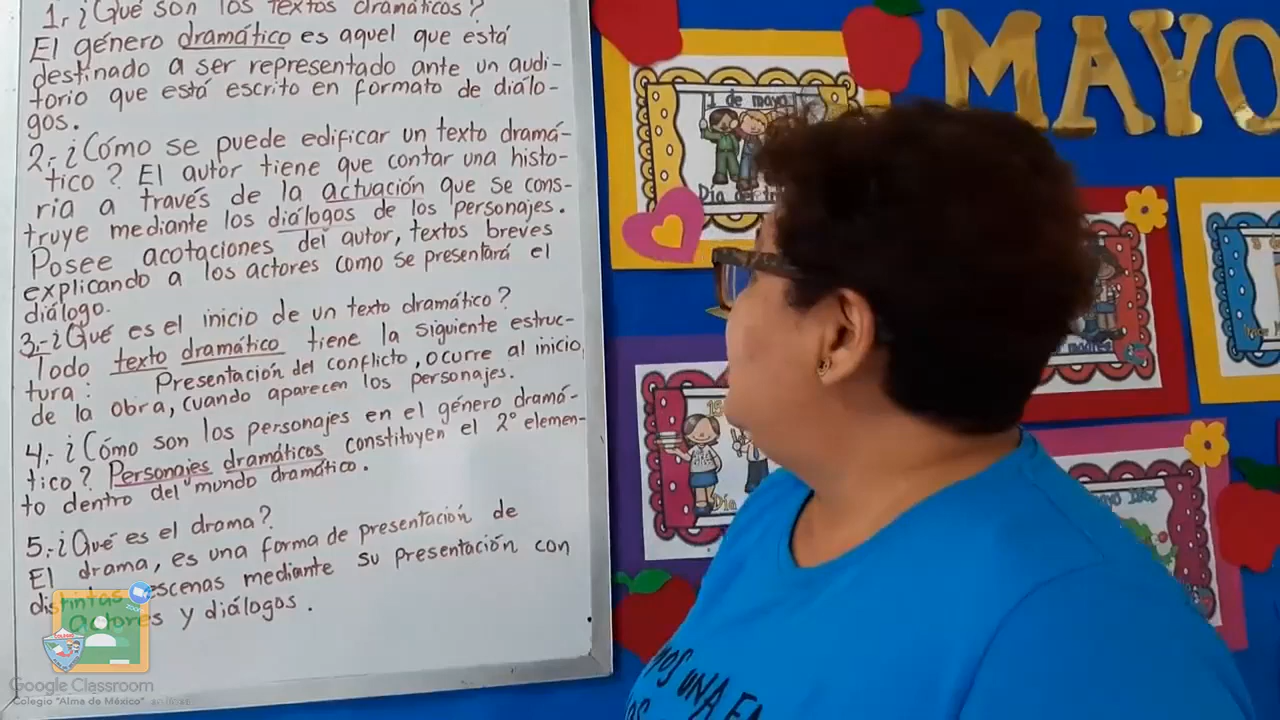 1.- ¿Qué son los textos dramáticos?
El género dramático es aquel que está
destinado a ser representado ante un audi-
torio que está escrito en formato de diálo-
gos.
2.- ¿Cómo se puede edificar un texto dramá-
tico? El autor tiene que contar una histo-
ria a través de la actuación que se cons-
truye mediante los diálogos de los personajes.
Posee acotaciones del autor, textos breves
explicando a los actores como se presentará el
diálogo.
3.- ¿Qué es el inicio de un texto dramático?
Todo texto dramático tiene la siguiente estruc-
tura: Presentación del conflicto, ocurre al inicio
de la obra, cuando aparecen los personajes.
4.- ¿Cómo son los personajes en el género dramá-
tico? Personajes dramáticos constituyen el 2° elemen-
to dentro del "mundo dramático.
5.- ¿Qué es el drama?
El drama, es una forma de presentación de
distintas escenas mediante su presentación con
actores y diálogos.
zoom
Google Classroom
Colegio "Alma de México"
MAYO
1 de mayo
Día del
15
Día